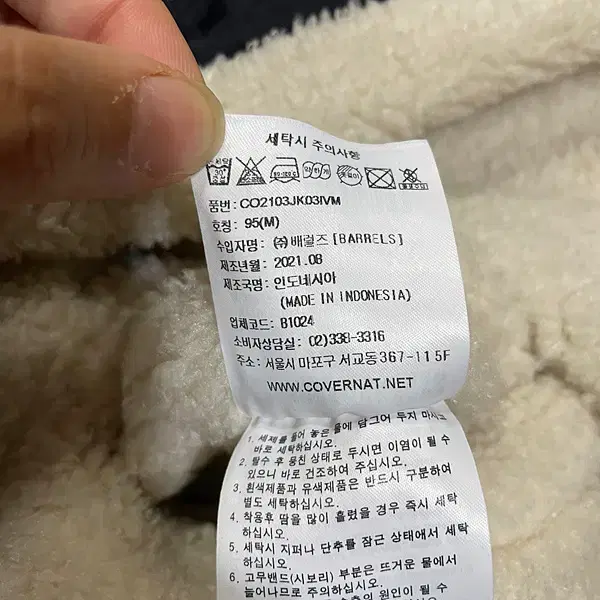 세탁시 주의사항
품번: CO2103JK03IVM
호칭: 95(M)
수입자명: ㈜배럴즈 [BARRELS]
제조년월: 2021.08
제조국명: 인도네시아
(MADE IN INDONESIA)
업체코드: B1024
소비자상담실: 02)338-3316
주소: 서울시 마포구 서교동367-115F
WWW.COVERNAT.NET
1. 세제를 풀어 놓은 물에 담그어 두지 마시고
바로 세탁하십시오.
2. 탈수 후 뭉친 상태로 두시면 이염이 될 수
있으니 바로 건조하여 주십시오.
3. 흰색제품과 유색제품은 반드시 구분하여
별도 세탁하십시오.
4. 착용후 땀을 많이 흘렸을 경우 즉시 세탁
하십시오.
5. 세탁시 지퍼나 단추를 잠근 상태에서 세탁
하십시오.
6. 고무밴드(시보리) 부분은 뜨거운 물에서
늘어나므로 주의하십시오.
원인이 될 수